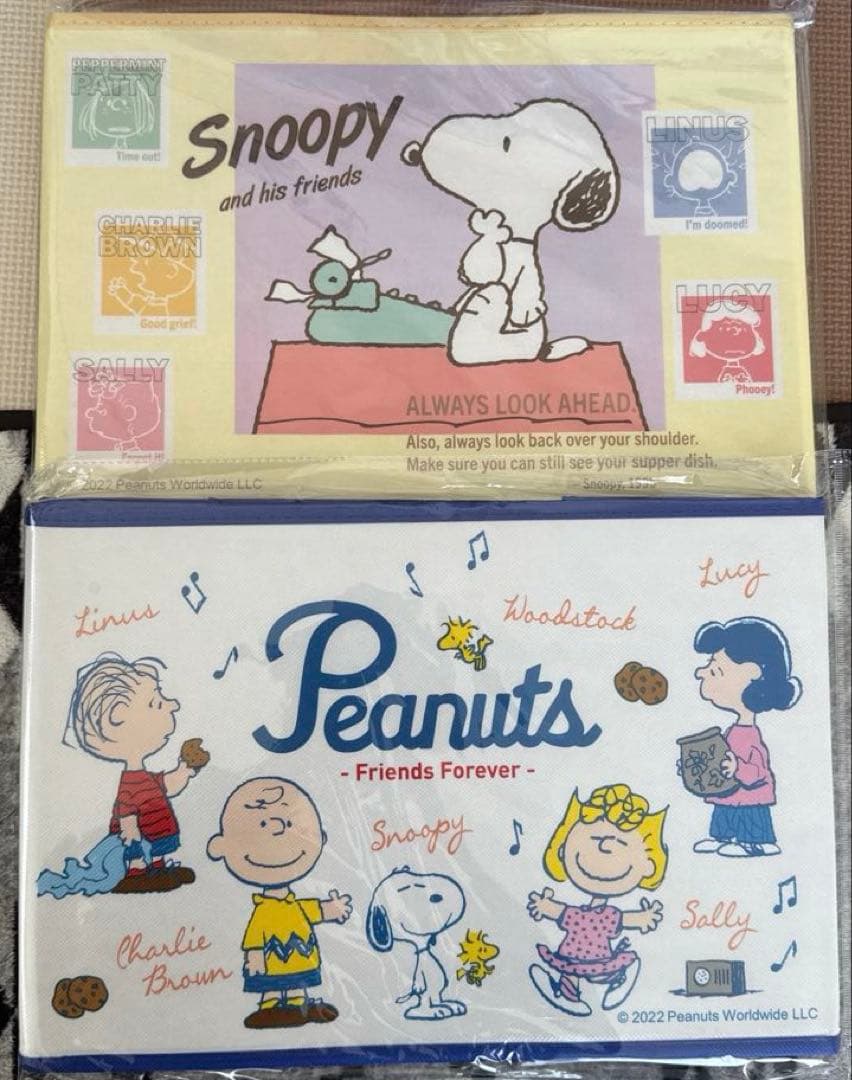 PEPPERMINT
PATTY
Time out!
Snoopy
and his friends
LINUS
I'm doomed!
CHARLIE
BROWN
Good grief!
LUCY
Phooey!
SALLY
ALWAYS LOOK AHEAD.
Also, always look back over your shoulder.
Make sure you can still see your supper dish.
Snoopy,
2022 Peanuts Worldwide LLC
Linus
Woodstock
Lucy
Peanuts
- Friends Forever -
Snoopy
Charlie
Brown
Sally
© 2022 Peanuts Worldwide LLC